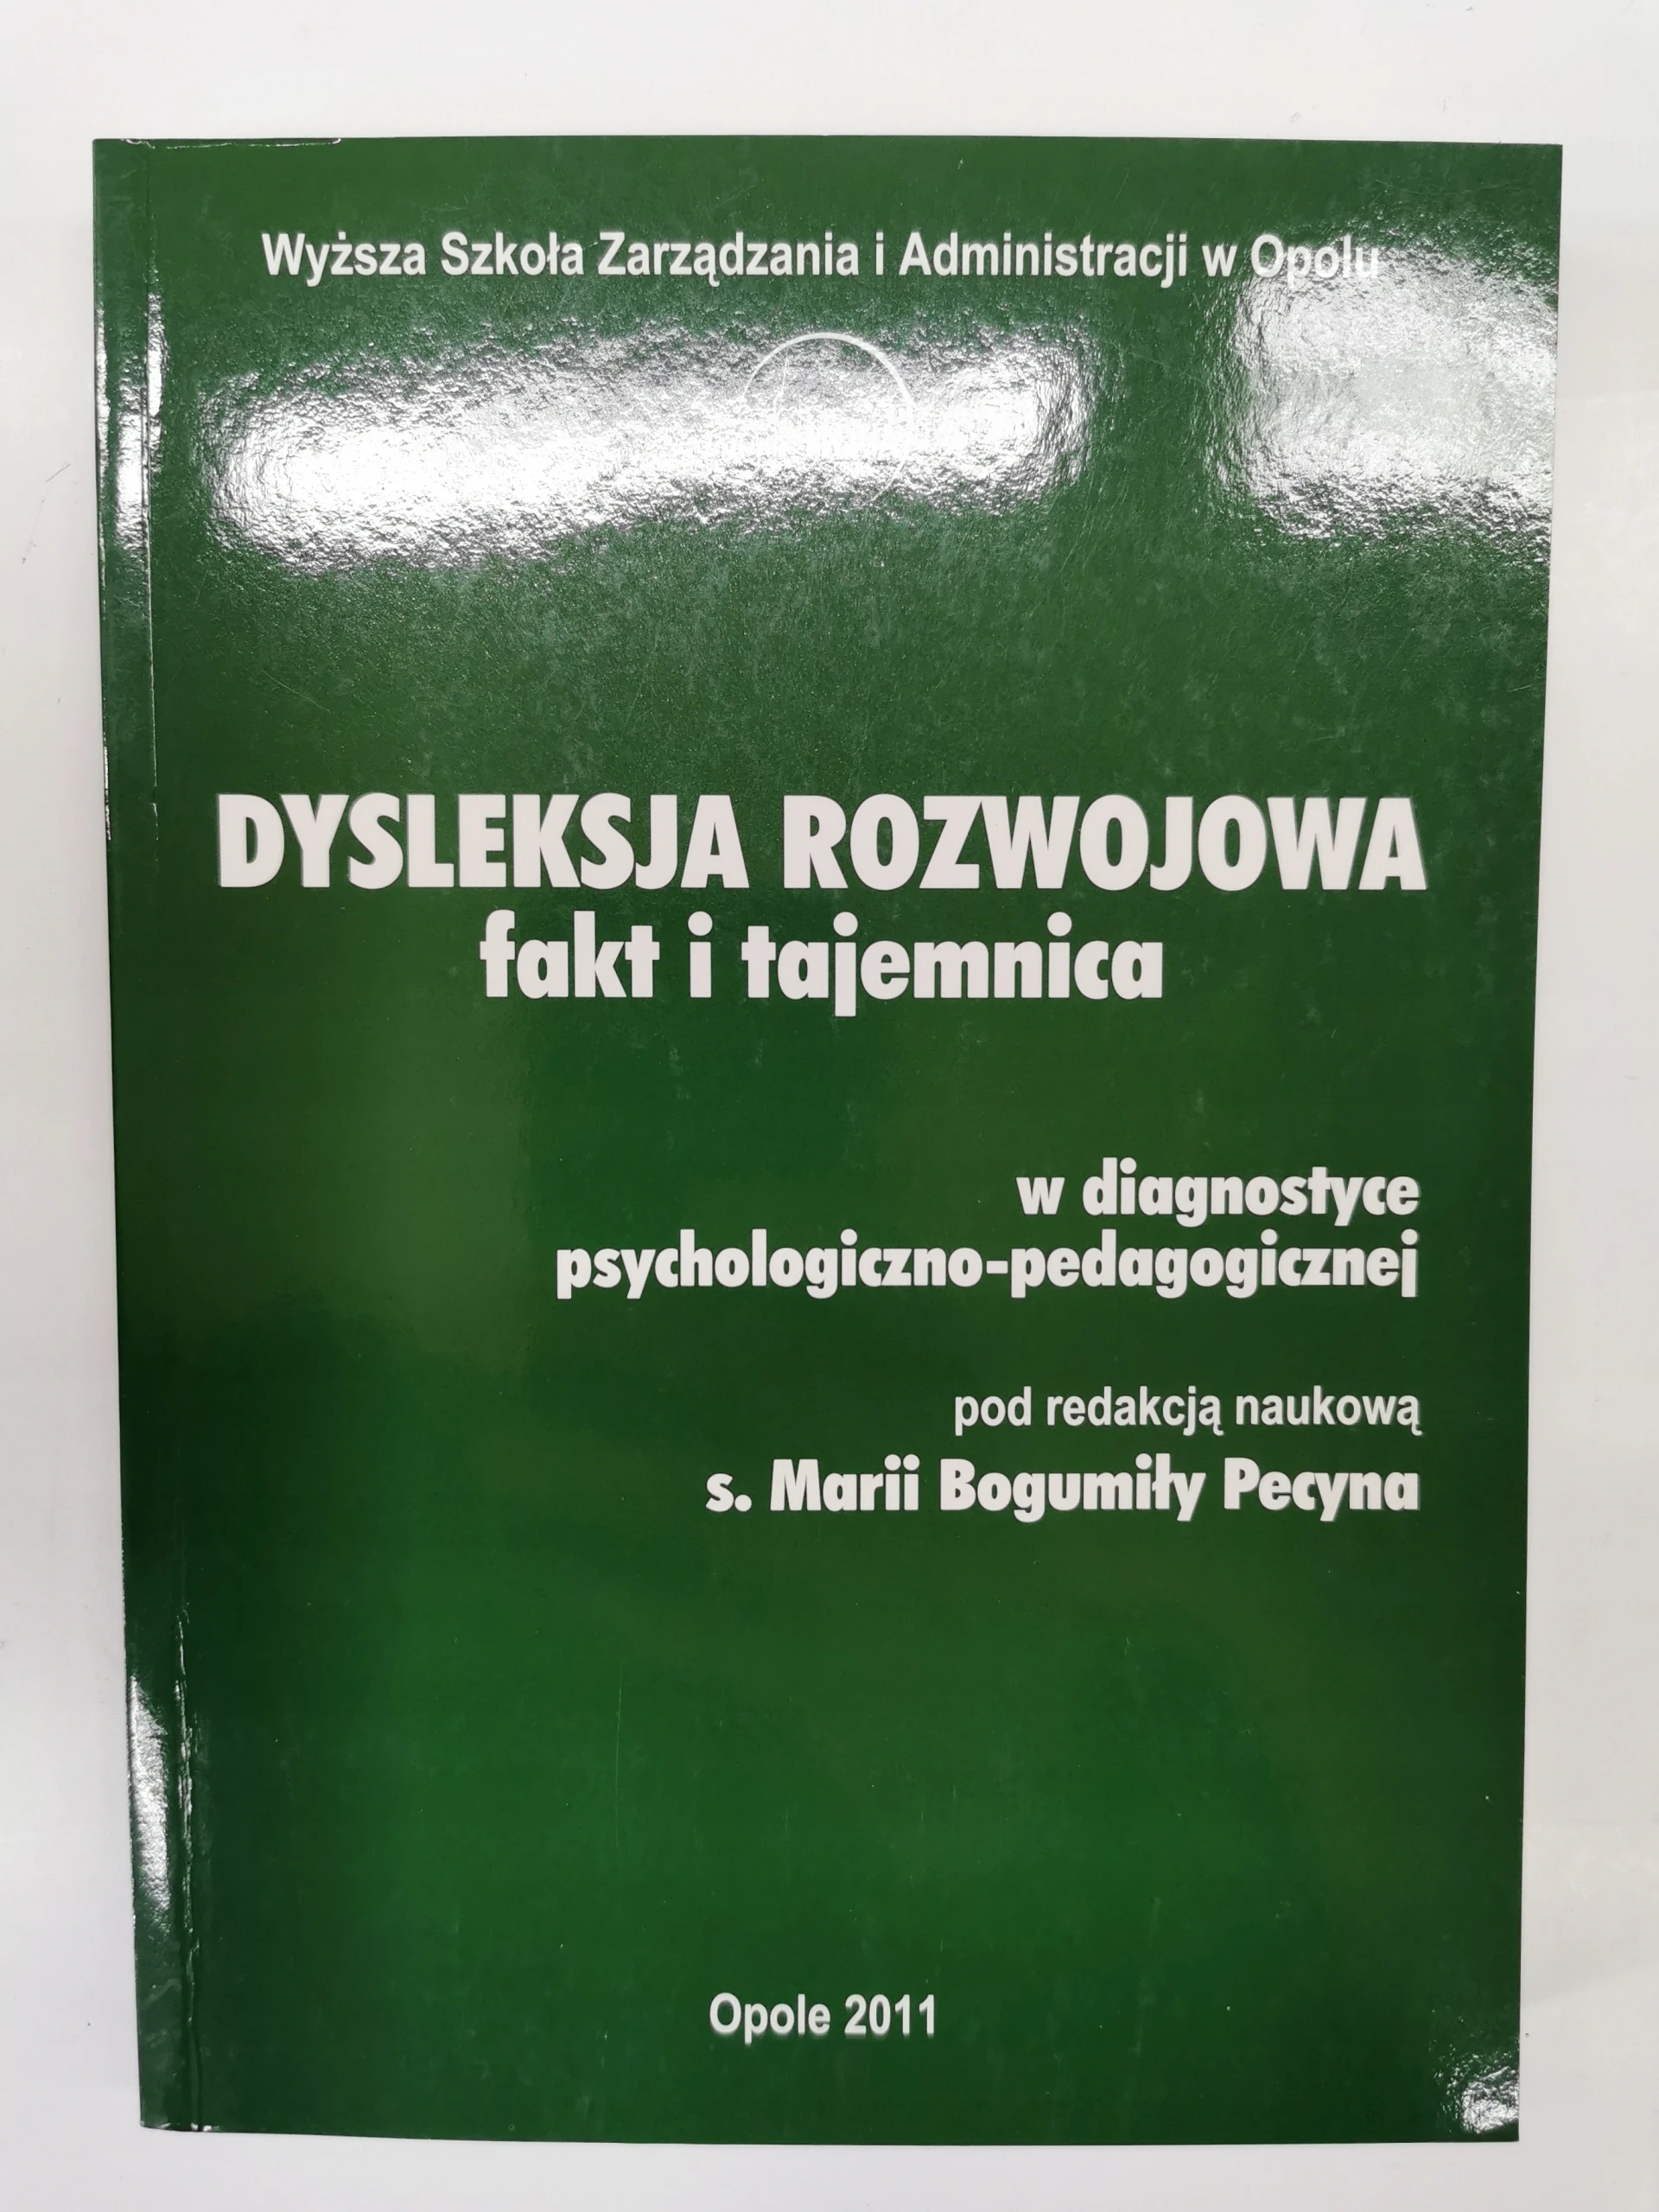 Wyższa Szkoła Zarządzania i Administracji w Opolu
DYSLEKSJA ROZWOJOWA
fakt i tajemnica
w diagnostyce
psychologiczno-pedagogicznej
pod redakcją naukową
s. Marii Bogumiły Pecyna
Opole 2011